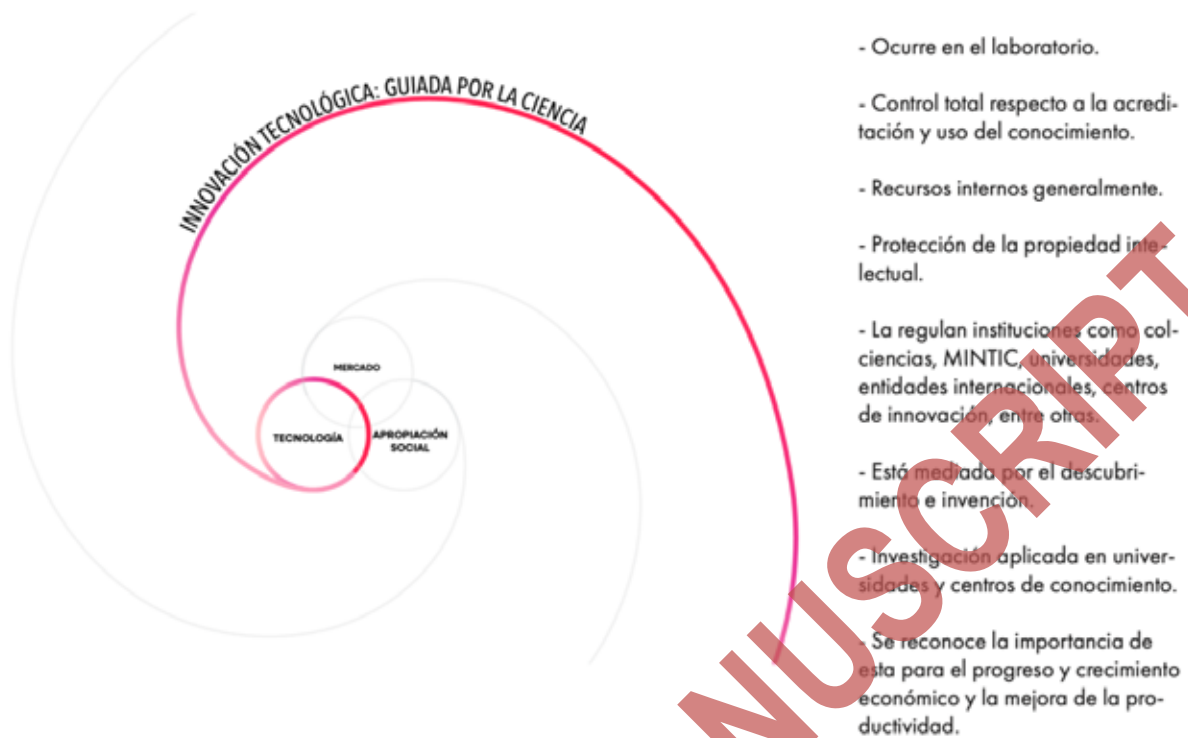 INNOVACIÓN TECNOLÓGICA: GUIADA POR LA CIENCIA
MERCADO
TECNOLOGÍA
APROPIACIÓN
SOCIAL
- Ocurre en el laboratorio.
- Control total respecto a la acredi-
tación y uso del conocimiento.
- Recursos internos generalmente.
- Protección de la propiedad inte-
lectual.
- La regulan instituciones como col-
ciencias, MINTIC, universidades,
entidades internacionales, centros
de innovación, entre otras.
- Está mediada por el descubri-
miento e invención.
- Investigación aplicada en univer-
sidades y centros de conocimiento.
- Se reconoce la importancia de
esta para el progreso y crecimiento
económico y la mejora de la pro-
ductividad.
NUSCRIPT